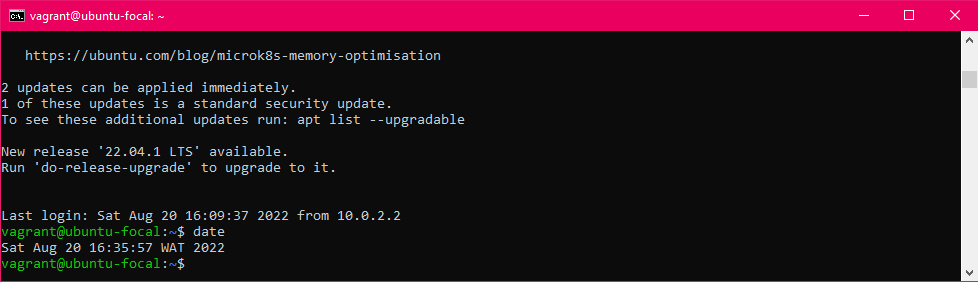 vagrant@ubuntu-focal: ~
https://ubuntu.com/blog/microk8s-memory-optimisation
2 updates can be applied immediately.
1 of these updates is a standard security update.
To see these additional updates run: apt list --upgradable
New release '22.04.1 LTS' available.
Run 'do-release-upgrade' to upgrade to it.
Last login: Sat Aug 20 16:09:37 2022 from 10.0.2.2
vagrant@ubuntu-focal:~$ date
Sat Aug 20 16:35:57 WAT 2022
vagrant@ubuntu-focal:~$